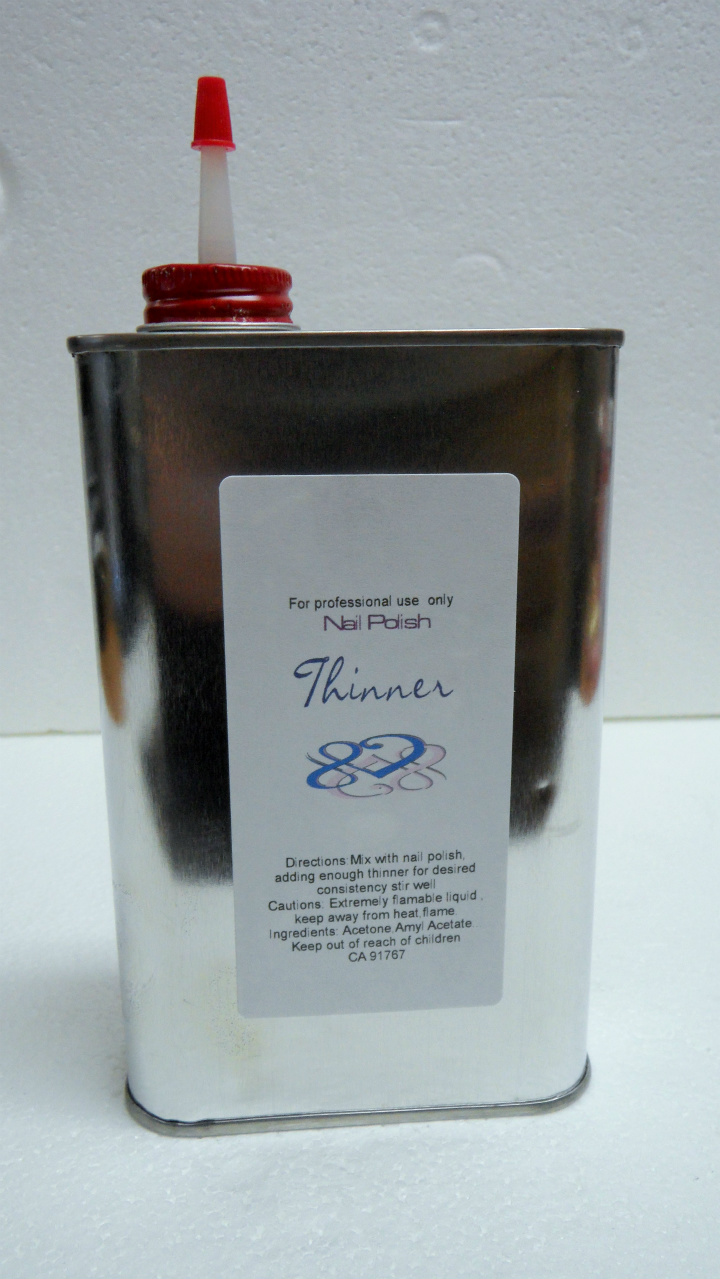 For professional use only
Nail Polish
Thinner
Directions:Mix with nail polish,
adding enough thinner for desired
consistency stir well
Cautions: Extremely flamable liquid ,
keep away from heat,flame.
Ingredients: Acetone,Amyl Acetate
Keep out of reach of children
CA 91767